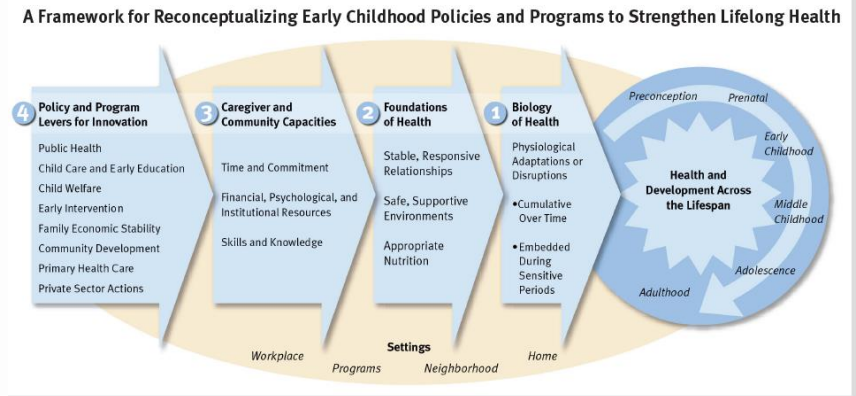 A Framework for Reconceptualizing Early Childhood Policies and Programs to Strengthen Lifelong Health
4
Policy and Program
Levers for Innovation
Public Health
Child Care and Early Education
Child Welfare
Early Intervention
Family Economic Stability
Community Development
Primary Health Care
Private Sector Actions
3
Caregiver and
Community Capacities
Time and Commitment
Financial, Psychological, and
Institutional Resources
Skills and Knowledge
2
Foundations
of Health
Stable, Responsive
Relationships
Safe, Supportive
Environments
Appropriate
Nutrition
1
Biology
of Health
Physiological
Adaptations or
Disruptions
•Cumulative
Over Time
•Embedded
During
Sensitive
Periods
Health and
Development Across
the Lifespan
Preconception
Prenatal
Early
Childhood
Middle
Childhood
Adolescence
Adulthood
Settings
Workplace
Programs
Neighborhood
Home